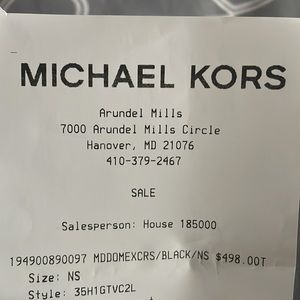 MICHAEL KORS
Arundel Mills
7000 Arundel Mills Circle
Hanover, MD 21076
410-379-2467
SALE
Salesperson: House 185000
194900890097 MDDOMEXCRS/BLACK/NS $498.00T
Size: NS
Style: 35H1GTVC2L